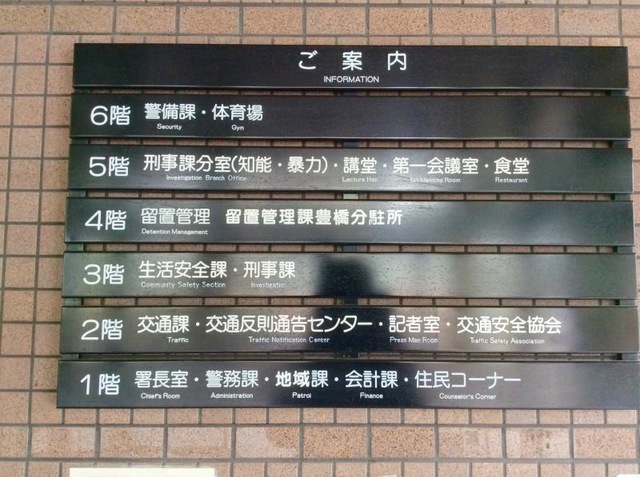 ご案内
INFORMATION
6階 警備課・体育場
Security Gym
5階 刑事課分室(知能・暴力)・講堂・第一会議室・食堂
Investigation Branch Office Lecture Hall 1st Meeting Room Restaurant
4階 留置管理 留置管理課豊橋分駐所
Detention Management
3階 生活安全課・刑事課
Community Safety Section Investigation
2階 交通課・交通反則通告センター・記者室・交通安全協会
Traffic Traffic Notification Center Press Man Room Traffic Safety Association
1階 署長室・警務課・地域課・会計課・住民コーナー
Chief's Room Administration Patrol Finance Counselor's Corner